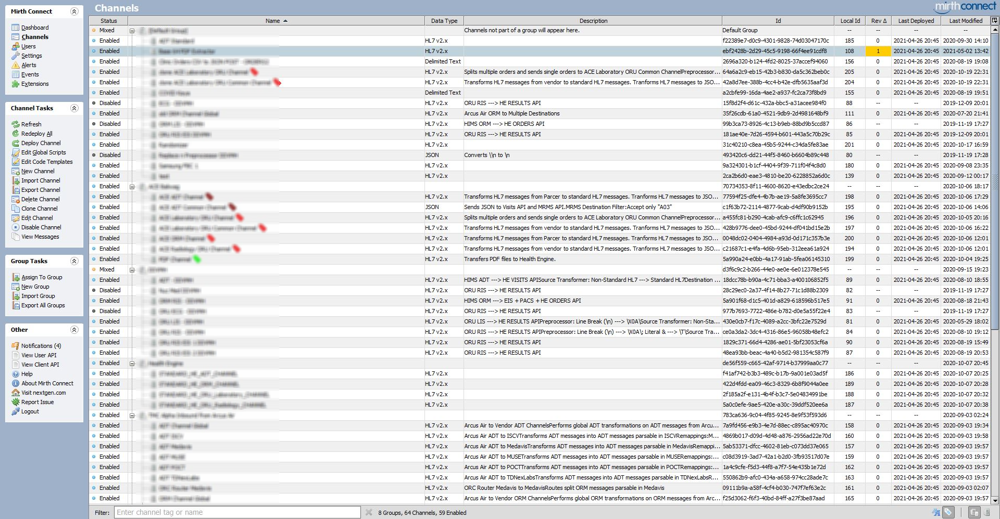 Mirth Connect
Dashboard
Channels
Users
Settings
Alerts
Events
Extensions
Channel Tasks
Refresh
Redeploy All
Deploy Channel
Edit Global Scripts
Edit Code Templates
New Channel
Import Channel
Export Channel
Delete Channel
Clone Channel
Edit Channel
Disable Channel
View Messages
Group Tasks
Assign To Group
New Group
Import Group
Export All Groups
Other
Notifications (4)
View User API
View Client API
Help
About Mirth Connect
Visit nextgen.com
Report Issue
Logout
Channels
mirth connect
Status Name Data Type Description Id Local Id Rev Δ Last Deployed Last Modified
Mixed Channels not part of a group will appear here. Default Group -- -- -- --
Enabled HL7 v2.x f22389e7-d0c9-4301-9828-74d03047170c 185 0 2021-04-26 20:45 2020-09-30 14:10
Enabled HL7 v2.x ebf2428b-2d29-45c5-9198-66f4ee91cdf8 108 1 2021-04-26 20:45 2021-05-02 13:42
Enabled Delimited Text 2696a320-b124-4fd2-8025-37accef94060 156 0 2021-04-26 20:45 2020-08-19 19:08
Enabled HL7 v2.x Splits multiple orders and sends single orders to ACE Laboratory ORU Common ChannelPreprocessor... 64a6a2c9-eb15-42b3-b830-da5c362beb0c 205 0 2021-04-26 20:45 2020-10-19 22:31
Enabled HL7 v2.x Transforms HL7 messages from vendor to standard HL7 messages. Tranforms HL7 messages to JSO... 42a8d7ee-388b-4cc4-b42e-dfb5635aaf3d 204 0 2021-04-26 20:45 2020-10-19 22:31
Enabled Delimited Text a2cbfe99-16da-4ae2-a937-fc2ca73f8bd9 155 0 2021-04-26 20:45 2020-08-19 19:51
Disabled HL7 v2.x ORU RIS ---> HE RESULTS API 15f8d2f4-d61c-432a-bbc5-a31acee984f0 88 -- -- 2019-12-09 20:01
Enabled HL7 v2.x Arcus Air ORM to Multiple Destinations 35f26cdb-61a0-4521-9db9-2d4981648bf9 111 0 2021-04-26 20:45 2020-07-20 21:41
Disabled HL7 v2.x HIMS ORM ---> HE ORDERS API 99b3ca73-8926-4c13-b9eb-88bd9b5ccd87 86 -- -- 2019-11-19 17:27
Enabled HL7 v2.x ORU RIS ---> HE RESULTS API 181ae40e-7d26-4594-b601-443a5c70b29c 85 0 2021-04-26 20:45 2019-12-09 20:01
Enabled HL7 v2.x 31c40210-c8ea-45b5-9244-c34da5fe83ae 201 0 2021-04-26 20:45 2020-10-17 16:59
Disabled JSON Converts \\n to \n 493420c6-dd21-44f5-8460-b6604b89c448 80 -- -- 2019-11-19 17:28
Enabled HL7 v2.x 9a324301-b1cf-4404-9f39-711f04f4c8d0 180 0 2021-04-26 20:45 2020-09-08 23:35
Enabled HL7 v2.x 2ca2b6d0-eae3-4810-be20-6228852a6d0c 139 0 2021-04-26 20:45 2020-09-12 00:17
Enabled 70734353-8f11-4600-8620-e43edbc2ce24 -- -- -- 2020-10-06 18:17
Enabled HL7 v2.x Transforms HL7 messages from Parcer to standard HL7 messages. Tranforms HL7 messages to JSO... 77594f25-dfe4-4b7b-ae19-5a8fe3695cc7 198 0 2021-04-26 20:45 2020-10-06 17:29
Enabled JSON Sends JSON to Visits API and MRMS API.MRMS Destination Filter:Accept only "A03" c1f63b72-2114-4877-9cab-d4df90b9152b 195 0 2021-04-26 20:45 2020-10-06 14:06
Enabled HL7 v2.x Splits multiple orders and sends single orders to ACE Laboratory ORU Common ChannelPreprocessor... a455fc81-b290-4cab-afc9-c6ffc1c62945 196 0 2021-04-26 20:45 2020-10-05 20:16
Enabled HL7 v2.x Transforms HL7 messages from vendor to standard HL7 messages. Tranforms HL7 messages to JSO... 428b9776-dee0-45bd-9244-df041bd15e2b 197 0 2021-04-26 20:45 2020-10-06 16:22
Enabled HL7 v2.x Transforms HL7 messages from Parcer to standard HL7 messages. Tranforms HL7 messages to JSO... 0048dc02-0404-4984-a93d-0d171c357b3e 200 0 2021-04-26 20:45 2020-10-06 12:01
Enabled HL7 v2.x Transforms HL7 messages from vendor to standard HL7 messages. Tranforms HL7 messages to JSO... c21687c1-e4fa-4d6b-95eb-312eea61a924 194 0 2021-04-26 20:45 2020-10-06 12:01
Enabled HL7 v2.x Transfers PDF files to Health Engine. 5a990a24-e0bb-4a17-91ab-5fea06145310 199 0 2021-04-26 20:45 2020-10-04 19:25
Mixed d3f6c9c2-b266-44e0-ae0e-6e012378e545 -- -- -- 2020-09-15 19:23
Enabled HL7 v2.x HIMS ADT ---> HE VISITS APISource Transformer: Non-Standard HL7 ---> Standard HL7Destination ... 18dcc78b-b90a-4c71-bba3-a400106852f5 89 0 2021-04-26 20:45 2020-08-10 18:55
Disabled HL7 v2.x ORU RIS ---> HE RESULTS API 28c29ec0-2a37-4f14-8b27-71c1d88b2309 82 -- -- 2019-11-19 17:27
Enabled HL7 v2.x HIMS ORM ---> EIS + PACS + HE ORDERS API 5a901f68-d1c5-401d-a829-618596b517e5 91 0 2021-04-26 20:45 2020-08-18 21:43
Disabled HL7 v2.x ORU RIS ---> HE RESULTS API 977b7693-7722-486e-b782-d0e5a55f22e4 83 -- -- 2019-11-19 17:27
Enabled HL7 v2.x ORU LIS ---> HE RESULTS APIPreprocessor: Line Break (\n) ---> \X0A\Source Transformer: Non-Sta... 430e0cb7-f17c-4089-a2cc-3bfc22e7529d 81 0 2021-04-26 20:45 2020-05-29 18:02
Enabled HL7 v2.x ORU RIS ---> HE RESULTS APIPreprocessor: Line Break (\n) ---> \X0A\; Literal & ---> \T\Source Tra... ce0a3da2-3dc4-4316-86e5-96058b48efc2 84 0 2021-04-26 20:45 2020-08-10 19:12
Enabled HL7 v2.x ORU RIS ---> HE RESULTS API 1829c371-66d4-4286-ae01-5bf23053cf6a 90 0 2021-04-26 20:45 2020-08-19 15:49
Enabled HL7 v2.x ORU RIS ---> HE RESULTS API 48ea93bb-beac-4a40-b5d2-981354c587f9 87 0 2021-04-26 20:45 2020-08-19 20:53
Enabled de56f559-c665-42af-9714-b37999aa0c77 -- -- -- 2020-10-07 20:45
Enabled HL7 v2.x f41af742-b3b3-489c-b17b-9a001e03ad5f 186 0 2021-04-26 20:45 2020-10-07 20:25
Enabled HL7 v2.x 422d4fdd-ea09-46c3-8329-6b8f9044a0ee 189 0 2021-04-26 20:45 2020-10-07 20:28
Enabled HL7 v2.x 2f185a2f-e131-4b4f-b3c7-5e04834991be 188 0 2021-04-26 20:45 2020-10-07 20:32
Enabled HL7 v2.x 5a0c0efe-9ae5-420e-a30c-39ddf520ee6a 187 0 2021-04-26 20:45 2020-10-07 20:38
Enabled 783ca636-9c04-4f85-9245-8e9f53f593d6 -- -- -- 2020-09-03 02:24
Enabled HL7 v2.x Arcus Air to Vendor ADT ChannelsPerforms global ADT transformations on ADT messages from Arcu... 7a9fd456-e9b3-4e7d-88ec-c895ac40970c 158 0 2021-04-26 20:45 2020-09-03 19:34
Enabled HL7 v2.x Arcus Air ADT to ISCVTransforms ADT messages into ADT messages parsable in ISCVRemappings:M... 4869b017-d09d-4d48-a876-2956ad22e70d 160 0 2021-04-26 20:45 2020-09-03 19:58
Enabled HL7 v2.x Arcus Air ADT to MedavisTransforms ADT messages into ADT messages parsable in MedavisRemappi... 5ab53371-dfcc-4602-81eb-c073dd37e065 157 0 2021-04-26 20:45 2020-09-03 19:57
Enabled HL7 v2.x Arcus Air ADT to MUSETransforms ADT messages into ADT messages parsable in MUSERemappings:... c08d3919-3ad7-42a1-b2d0-3fb93517d07e 159 0 2021-04-26 20:45 2020-09-03 19:57
Enabled HL7 v2.x Arcus Air ADT to POCTTransforms ADT messages into ADT messages parsable in POCTRemappings:... 1a4c9cfe-f5d3-44f8-a7f7-54e435b1e72d 162 0 2021-04-26 20:45 2020-09-03 19:57
Enabled HL7 v2.x Arcus Air ADT to TDNexLabsTransforms ADT messages into ADT messages parsable in TDNexLabsR... 550862b9-afc0-434a-a658-974cc28ade7c 163 0 2021-04-26 20:45 2020-09-03 19:57
Enabled HL7 v2.x ORC Router Medavis to MedavisRoutes split ORM messages parsable in Medavis 09111b9a-a58f-4cf4-b030-747f7ef63e2c 161 0 2021-04-26 20:45 2020-09-03 02:07
Enabled HL7 v2.x Arcus Air to Vendor ORM ChannelsPerforms global ORM transformations on ORM messages from Arc... f25d3062-f6f3-40bd-84ff-a27f3be87aad 165 0 2021-04-26 20:45 2020-09-03 19:57
Filter: Enter channel tag or name 8 Groups, 64 Channels, 59 Enabled